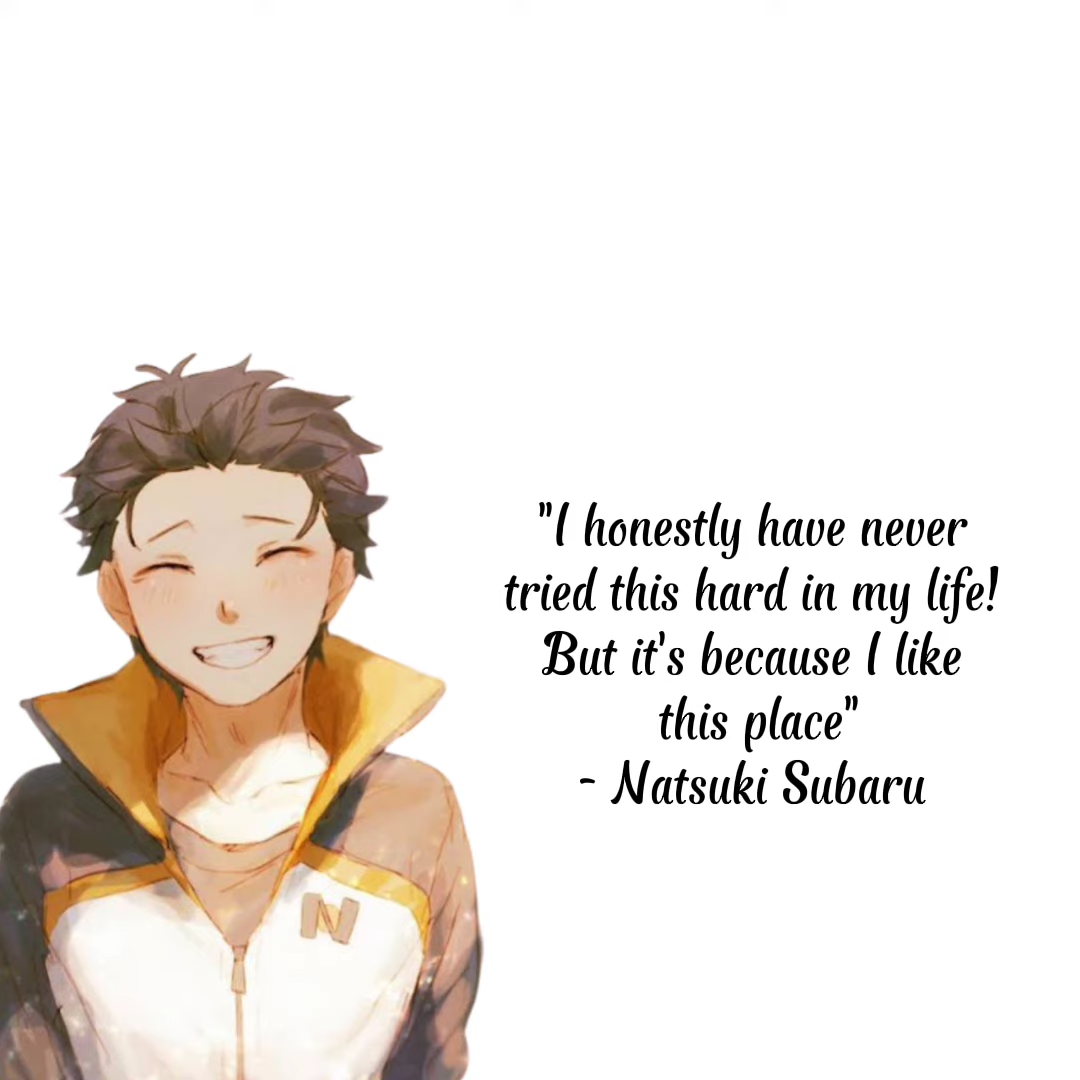 "I honestly have never
tried this hard in my life!
But it's because I like
this place"
- Natsuki Subaru
N